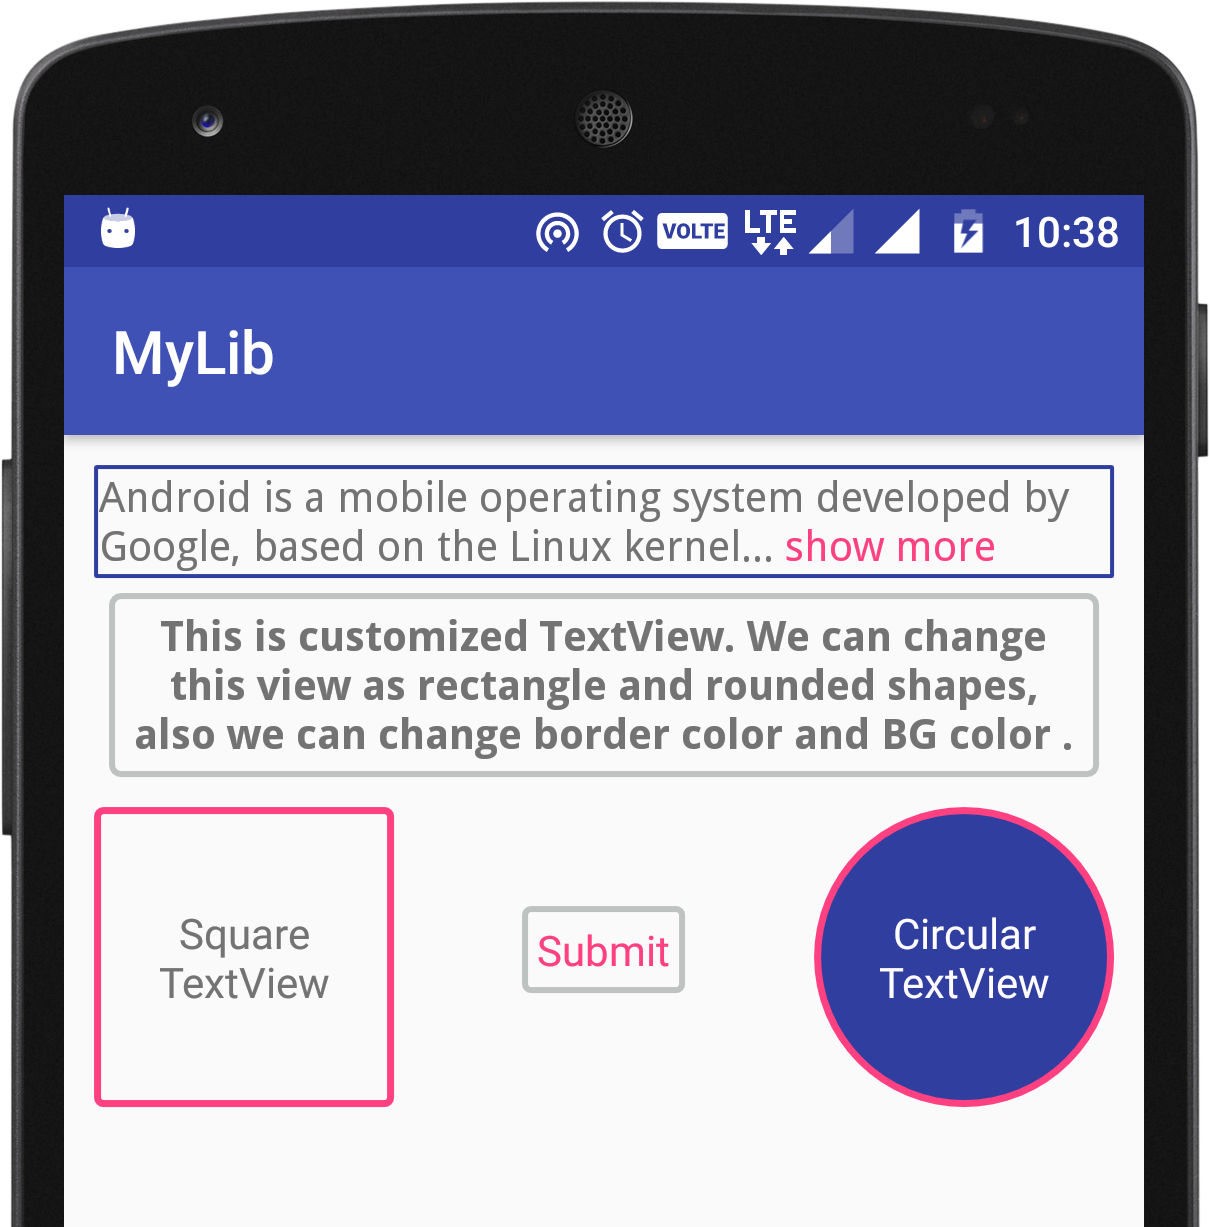 VOLTE LTE 10:38
MyLib
Android is a mobile operating system developed by
Google, based on the Linux kernel... show more
This is customized TextView. We can change
this view as rectangle and rounded shapes,
also we can change border color and BG color .
Square
TextView
Submit
Circular
TextView